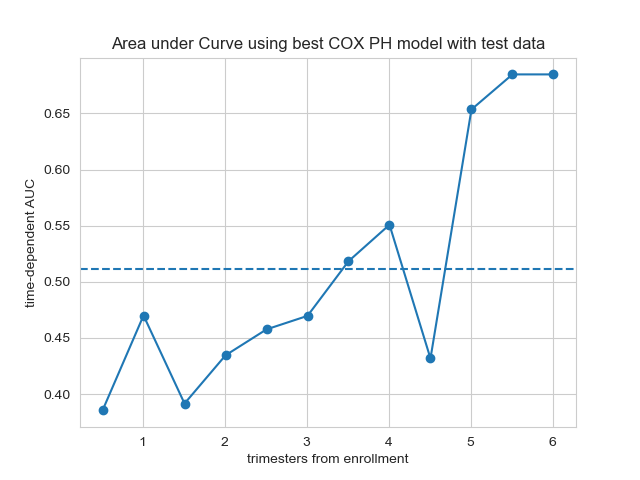 Area under Curve using best COX PH model with test data
time-dependent AUC
0.65
0.60
0.55
0.50
0.45
0.40
1 2 3 4 5 6
trimesters from enrollment